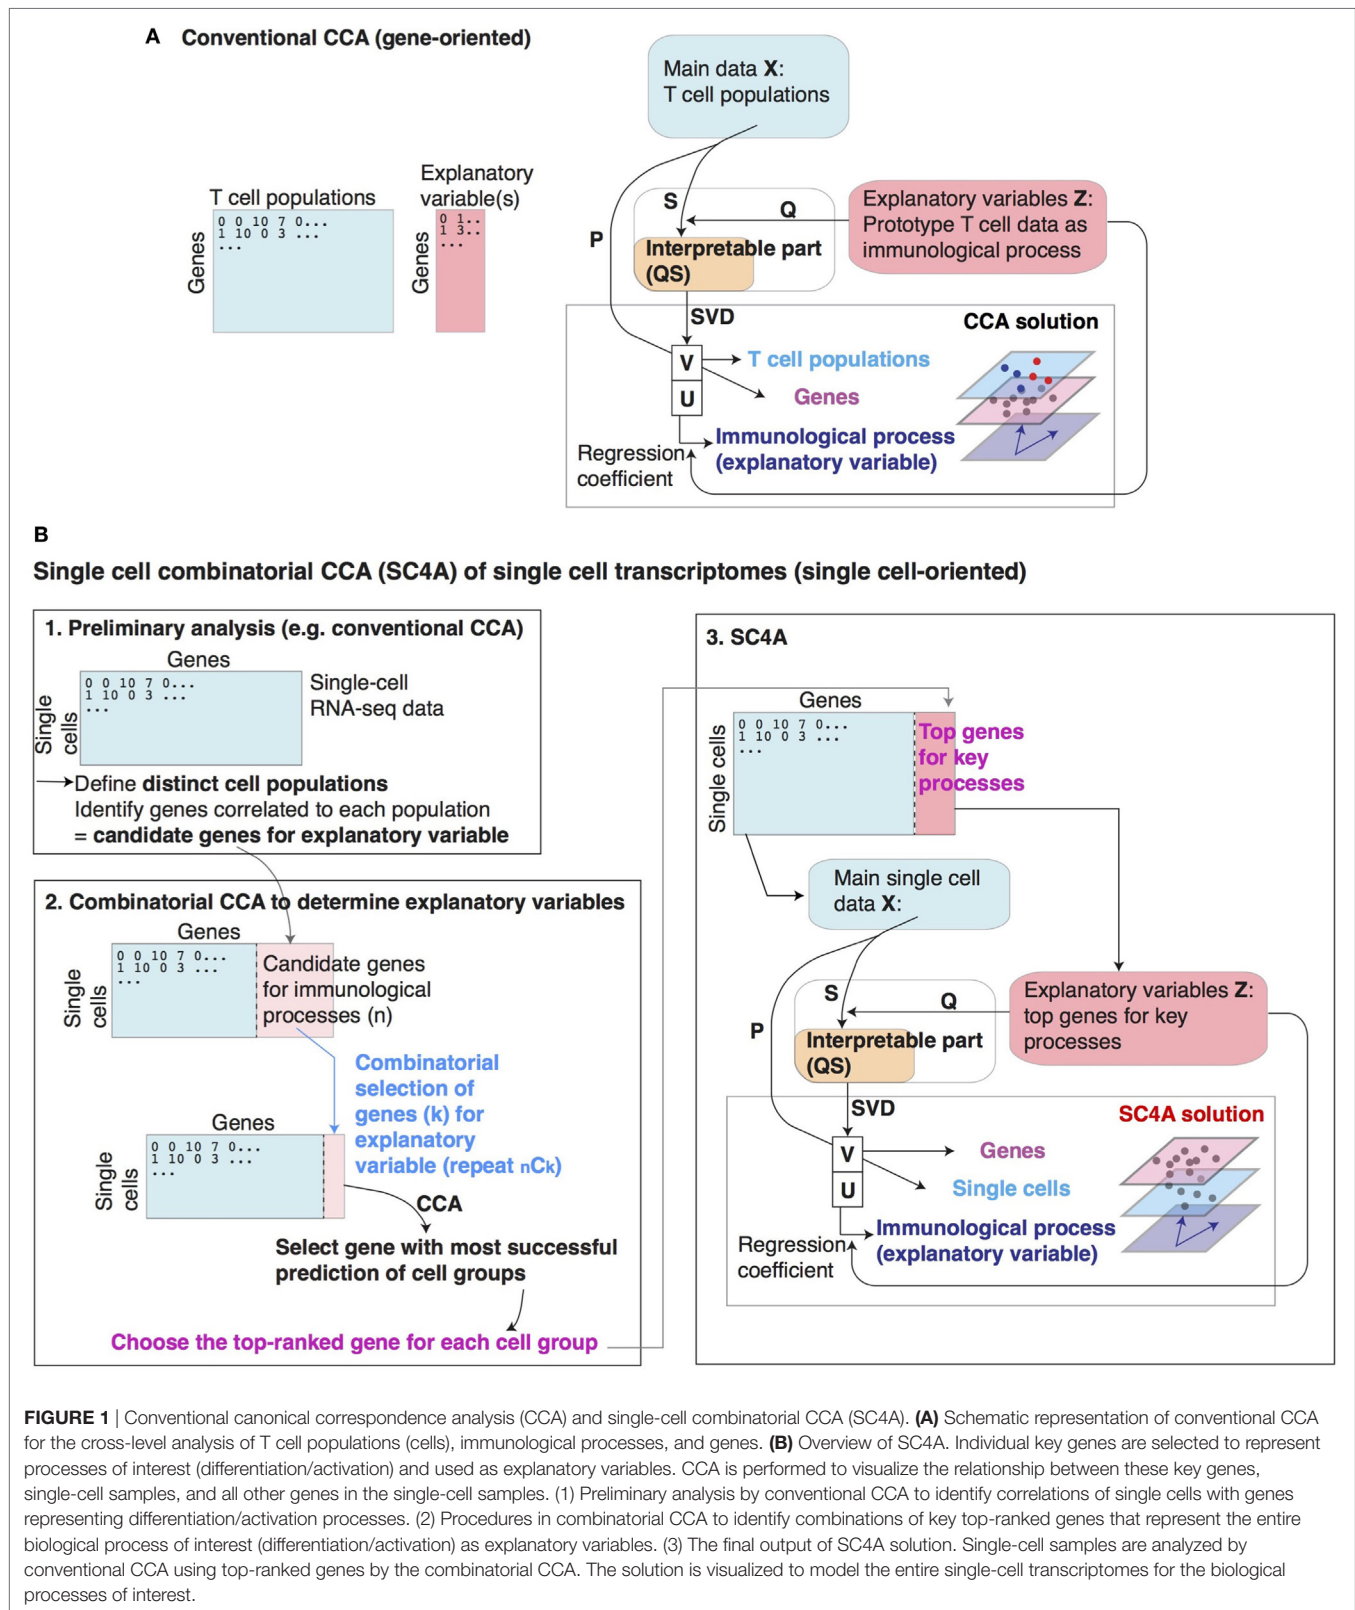 A Conventional CCA (gene-oriented)
Main data X:
T cell populations
T cell populations
Explanatory
variable(s)
Genes
0 0 10 7 0...
1 10 0 3 ...
...
Genes
0 1..
1 3..
...
P
S
Q
Explanatory variables Z:
Prototype T cell data as
immunological process
Interpretable part
(QS)
SVD
CCA solution
V
U
T cell populations
Genes
Immunological process
(explanatory variable)
Regression
coefficient
B
Single cell combinatorial CCA (SC4A) of single cell transcriptomes (single cell-oriented)
1. Preliminary analysis (e.g. conventional CCA)
Genes
Single
cells
0 0 10 7 0...
1 10 0 3 ...
...
Single-cell
RNA-seq data
Define distinct cell populations
Identify genes correlated to each population
= candidate genes for explanatory variable
2. Combinatorial CCA to determine explanatory variables
Genes
Single
cells
0 0 10 7 0...
1 10 0 3 ...
...
Candidate genes
for immunological
processes (n)
Combinatorial
selection of
genes (k) for
explanatory
variable (repeat nCk)
Genes
Single
cells
0 0 10 7 0...
1 10 0 3 ...
...
CCA
Select gene with most successful
prediction of cell groups
Choose the top-ranked gene for each cell group
3. SC4A
Genes
Single cells
0 0 10 7 0...
1 10 0 3 ...
...
Top genes
for key
processes
Main single cell
data X:
P
S
Q
Explanatory variables Z:
top genes for key
processes
Interpretable part
(QS)
SVD
SC4A solution
V
U
Genes
Single cells
Immunological process
(explanatory variable)
Regression
coefficient
FIGURE 1 | Conventional canonical correspondence analysis (CCA) and single-cell combinatorial CCA (SC4A). (A) Schematic representation of conventional CCA
for the cross-level analysis of T cell populations (cells), immunological processes, and genes. (B) Overview of SC4A. Individual key genes are selected to represent
processes of interest (differentiation/activation) and used as explanatory variables. CCA is performed to visualize the relationship between these key genes,
single-cell samples, and all other genes in the single-cell samples. (1) Preliminary analysis by conventional CCA to identify correlations of single cells with genes
representing differentiation/activation processes. (2) Procedures in combinatorial CCA to identify combinations of key top-ranked genes that represent the entire
biological process of interest (differentiation/activation) as explanatory variables. (3) The final output of SC4A solution. Single-cell samples are analyzed by
conventional CCA using top-ranked genes by the combinatorial CCA. The solution is visualized to model the entire single-cell transcriptomes for the biological
processes of interest.